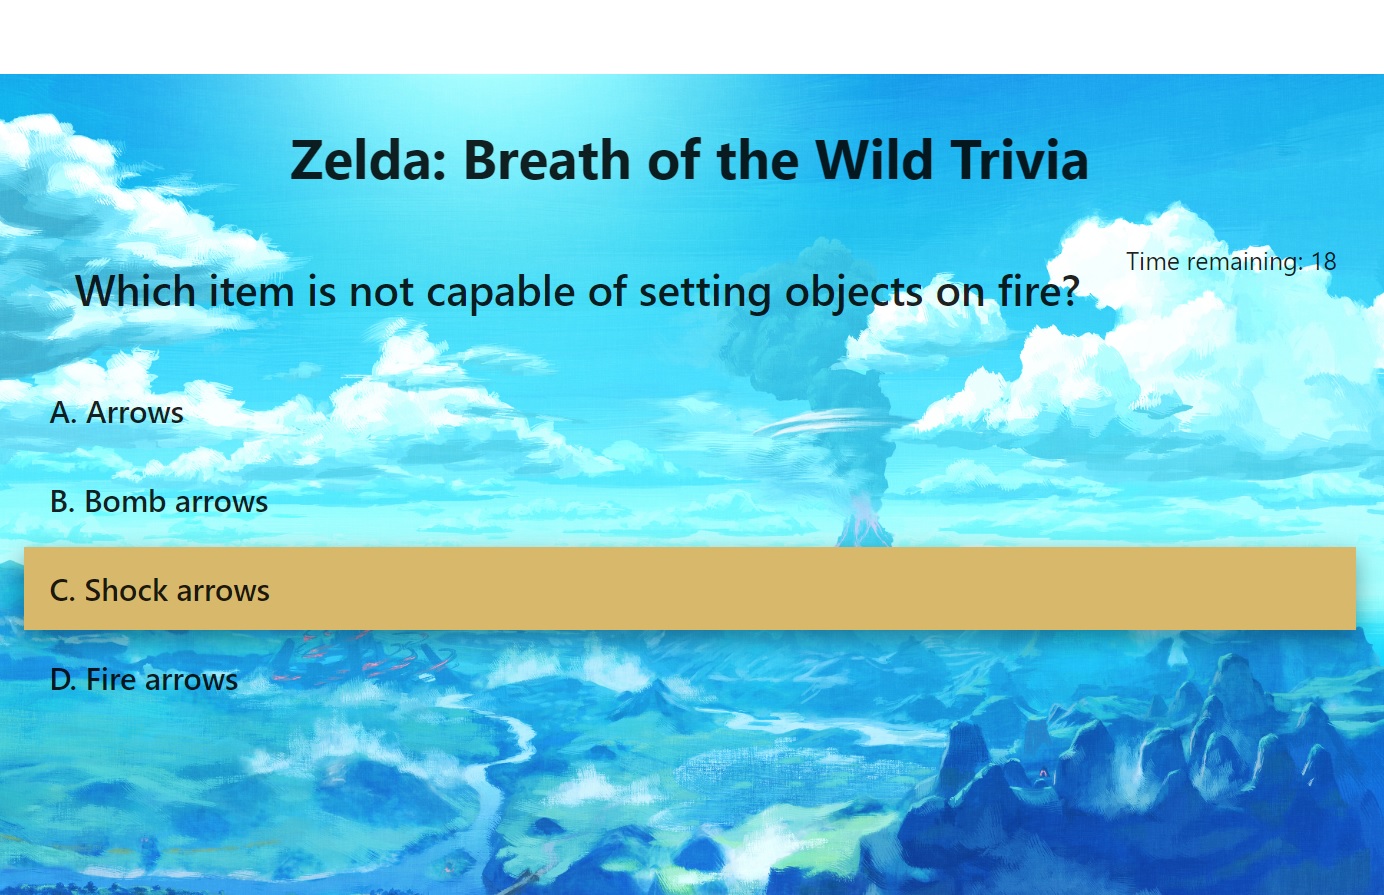 Zelda: Breath of the Wild Trivia
Time remaining: 18
Which item is not capable of setting objects on fire?
A. Arrows
B. Bomb arrows
C. Shock arrows
D. Fire arrows